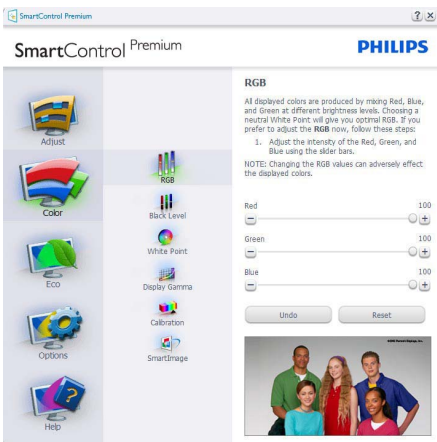 SmartControl Premium
? X
SmartControl Premium
PHILIPS
Adjust
Color
Eco
Options
Help
RGB
Black Level
White Point
Display Gamma
Calibration
SmartImage
RGB
All displayed colors are produced by mixing Red, Blue,
and Green at different brightness levels. Choosing a
neutral White Point will give you optimal RGB. If you
prefer to adjust the RGB now, follow these steps:
1. Adjust the intensity of the Red, Green, and
Blue using the slider bars.
NOTE: Changing the RGB values can adversely effect
the displayed colors.
Red 100
Green 100
Blue 100
Undo Reset